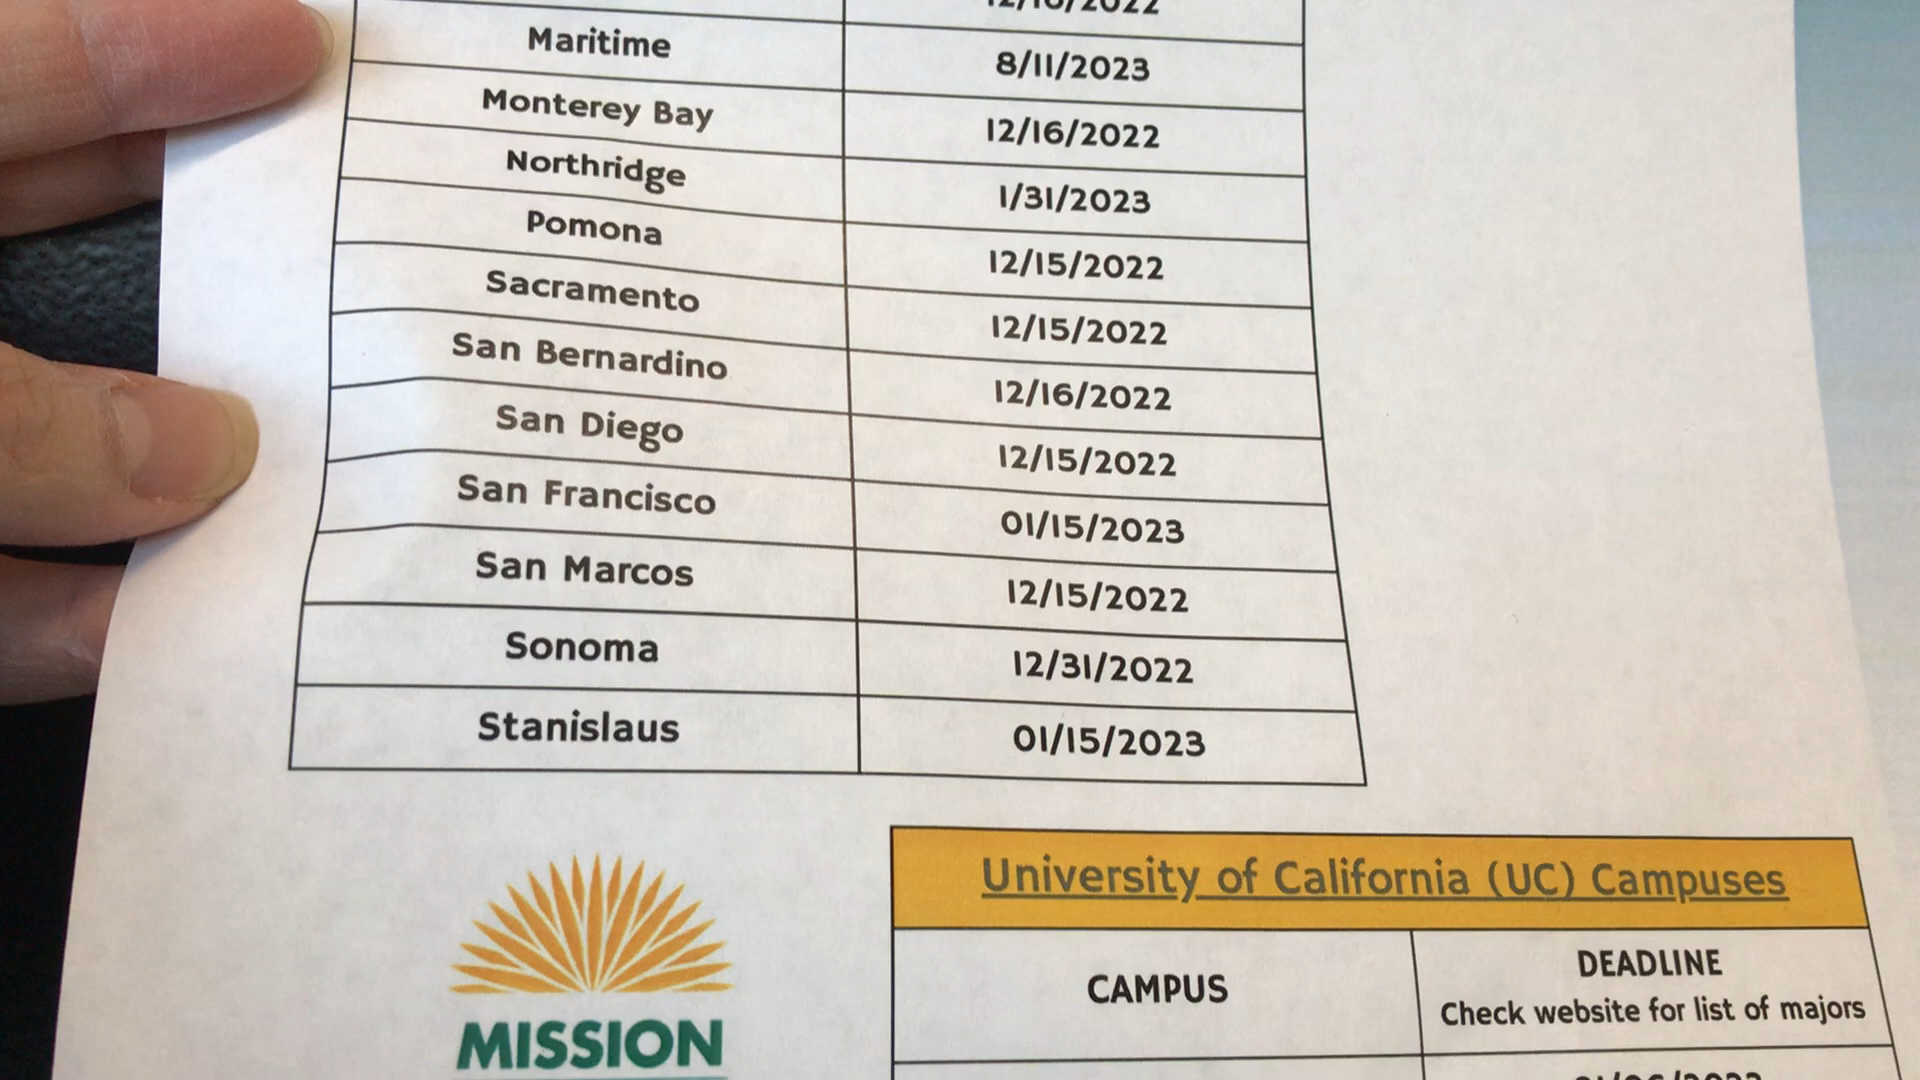 Maritime 8/11/2023
Monterey Bay 12/16/2022
Northridge 1/31/2023
Pomona 12/15/2022
Sacramento 12/15/2022
San Bernardino 12/16/2022
San Diego 12/15/2022
San Francisco 01/15/2023
San Marcos 12/15/2022
Sonoma 12/31/2022
Stanislaus 01/15/2023
University of California (UC) Campuses
CAMPUS
DEADLINE
Check website for list of majors
MISSION